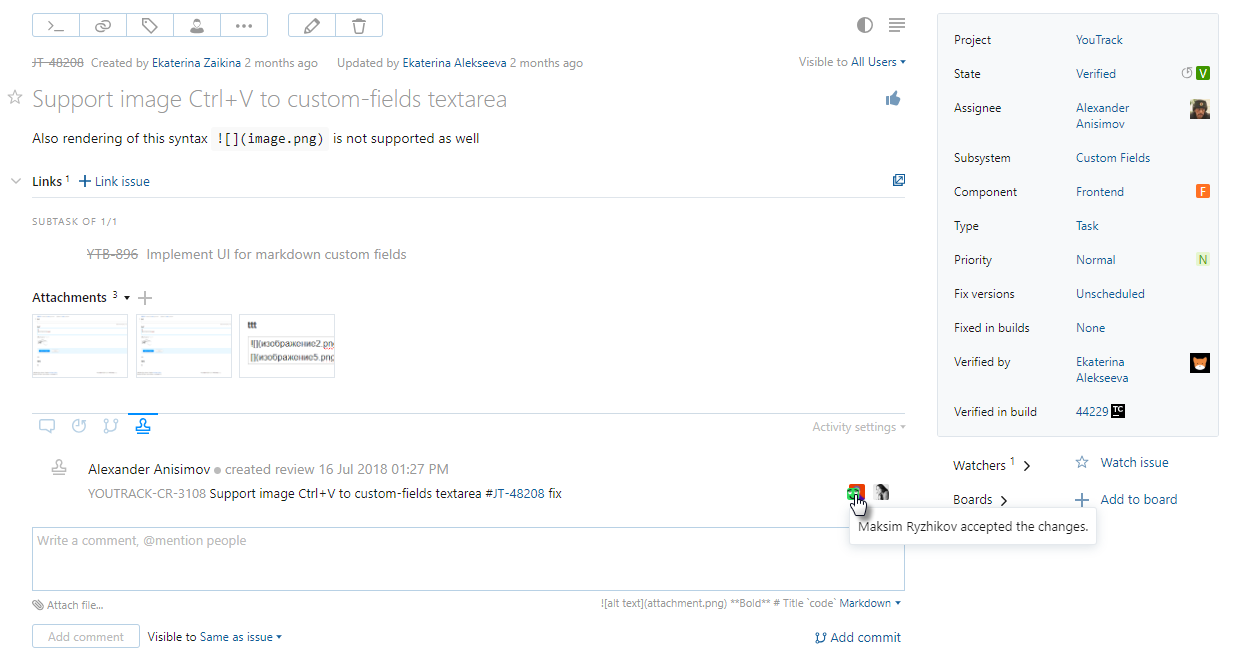 JT-48208 Created by Ekaterina Zaikina 2 months ago Updated by Ekaterina Alekseeva 2 months ago
Visible to All Users
Support image Ctrl+V to custom-fields textarea
Also rendering of this syntax ![](image.png) is not supported as well
Links 1 + Link issue
SUBTASK OF 1/1
YTB-896 Implement UI for markdown custom fields
Attachments 3
ttt
![](изображение2.pn
[](изображение5.png
Activity settings
Alexander Anisimov created review 16 Jul 2018 01:27 PM
YOUTRACK-CR-3108 Support image Ctrl+V to custom-fields textarea #JT-48208 fix
Maksim Ryzhikov accepted the changes.
Write a comment, @mention people
Attach file...
![alt text](attachment.png) **Bold** # Title `code` Markdown
Add comment Visible to Same as issue
Add commit
Project YouTrack
State Verified V
Assignee Alexander
Anisimov
Subsystem Custom Fields
Component Frontend F
Type Task
Priority Normal N
Fix versions Unscheduled
Fixed in builds None
Verified by Ekaterina
Alekseeva
Verified in build 44229 TC
Watchers 1 Watch issue
Boards Add to board